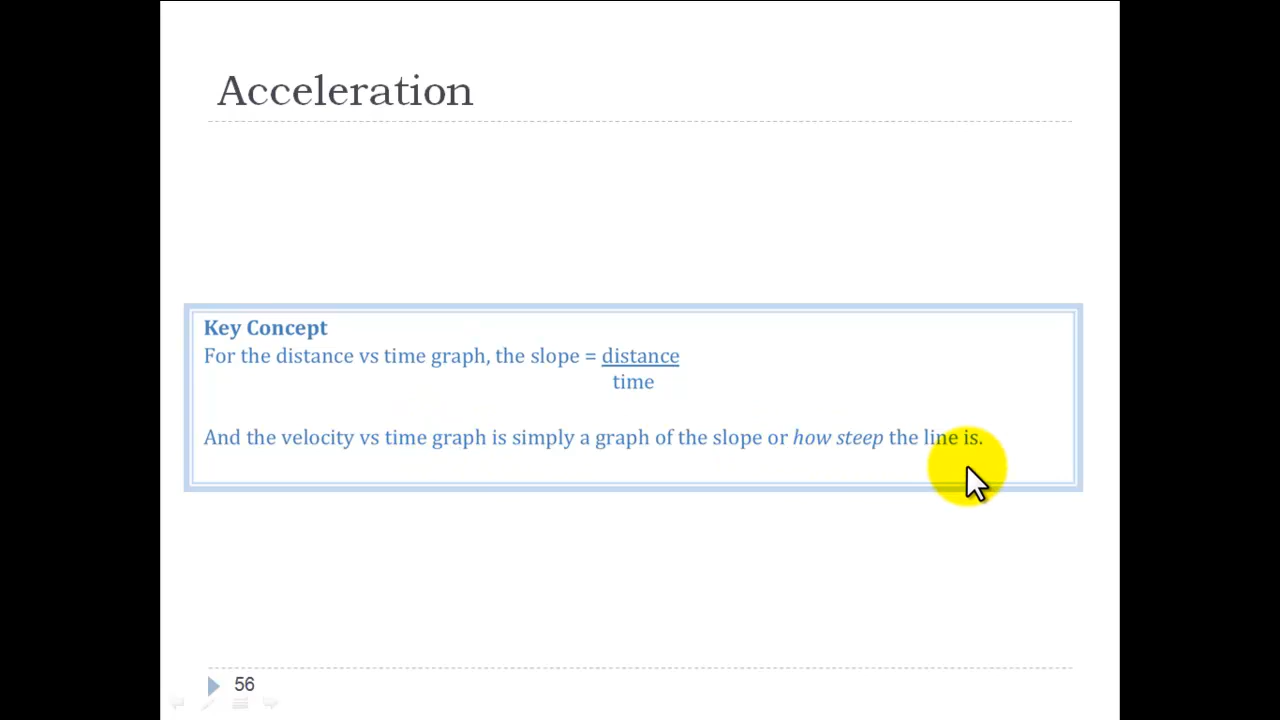 Acceleration
Key Concept
For the distance vs time graph, the slope = distance
time
And the velocity vs time graph is simply a graph of the slope or how steep the line is.
56